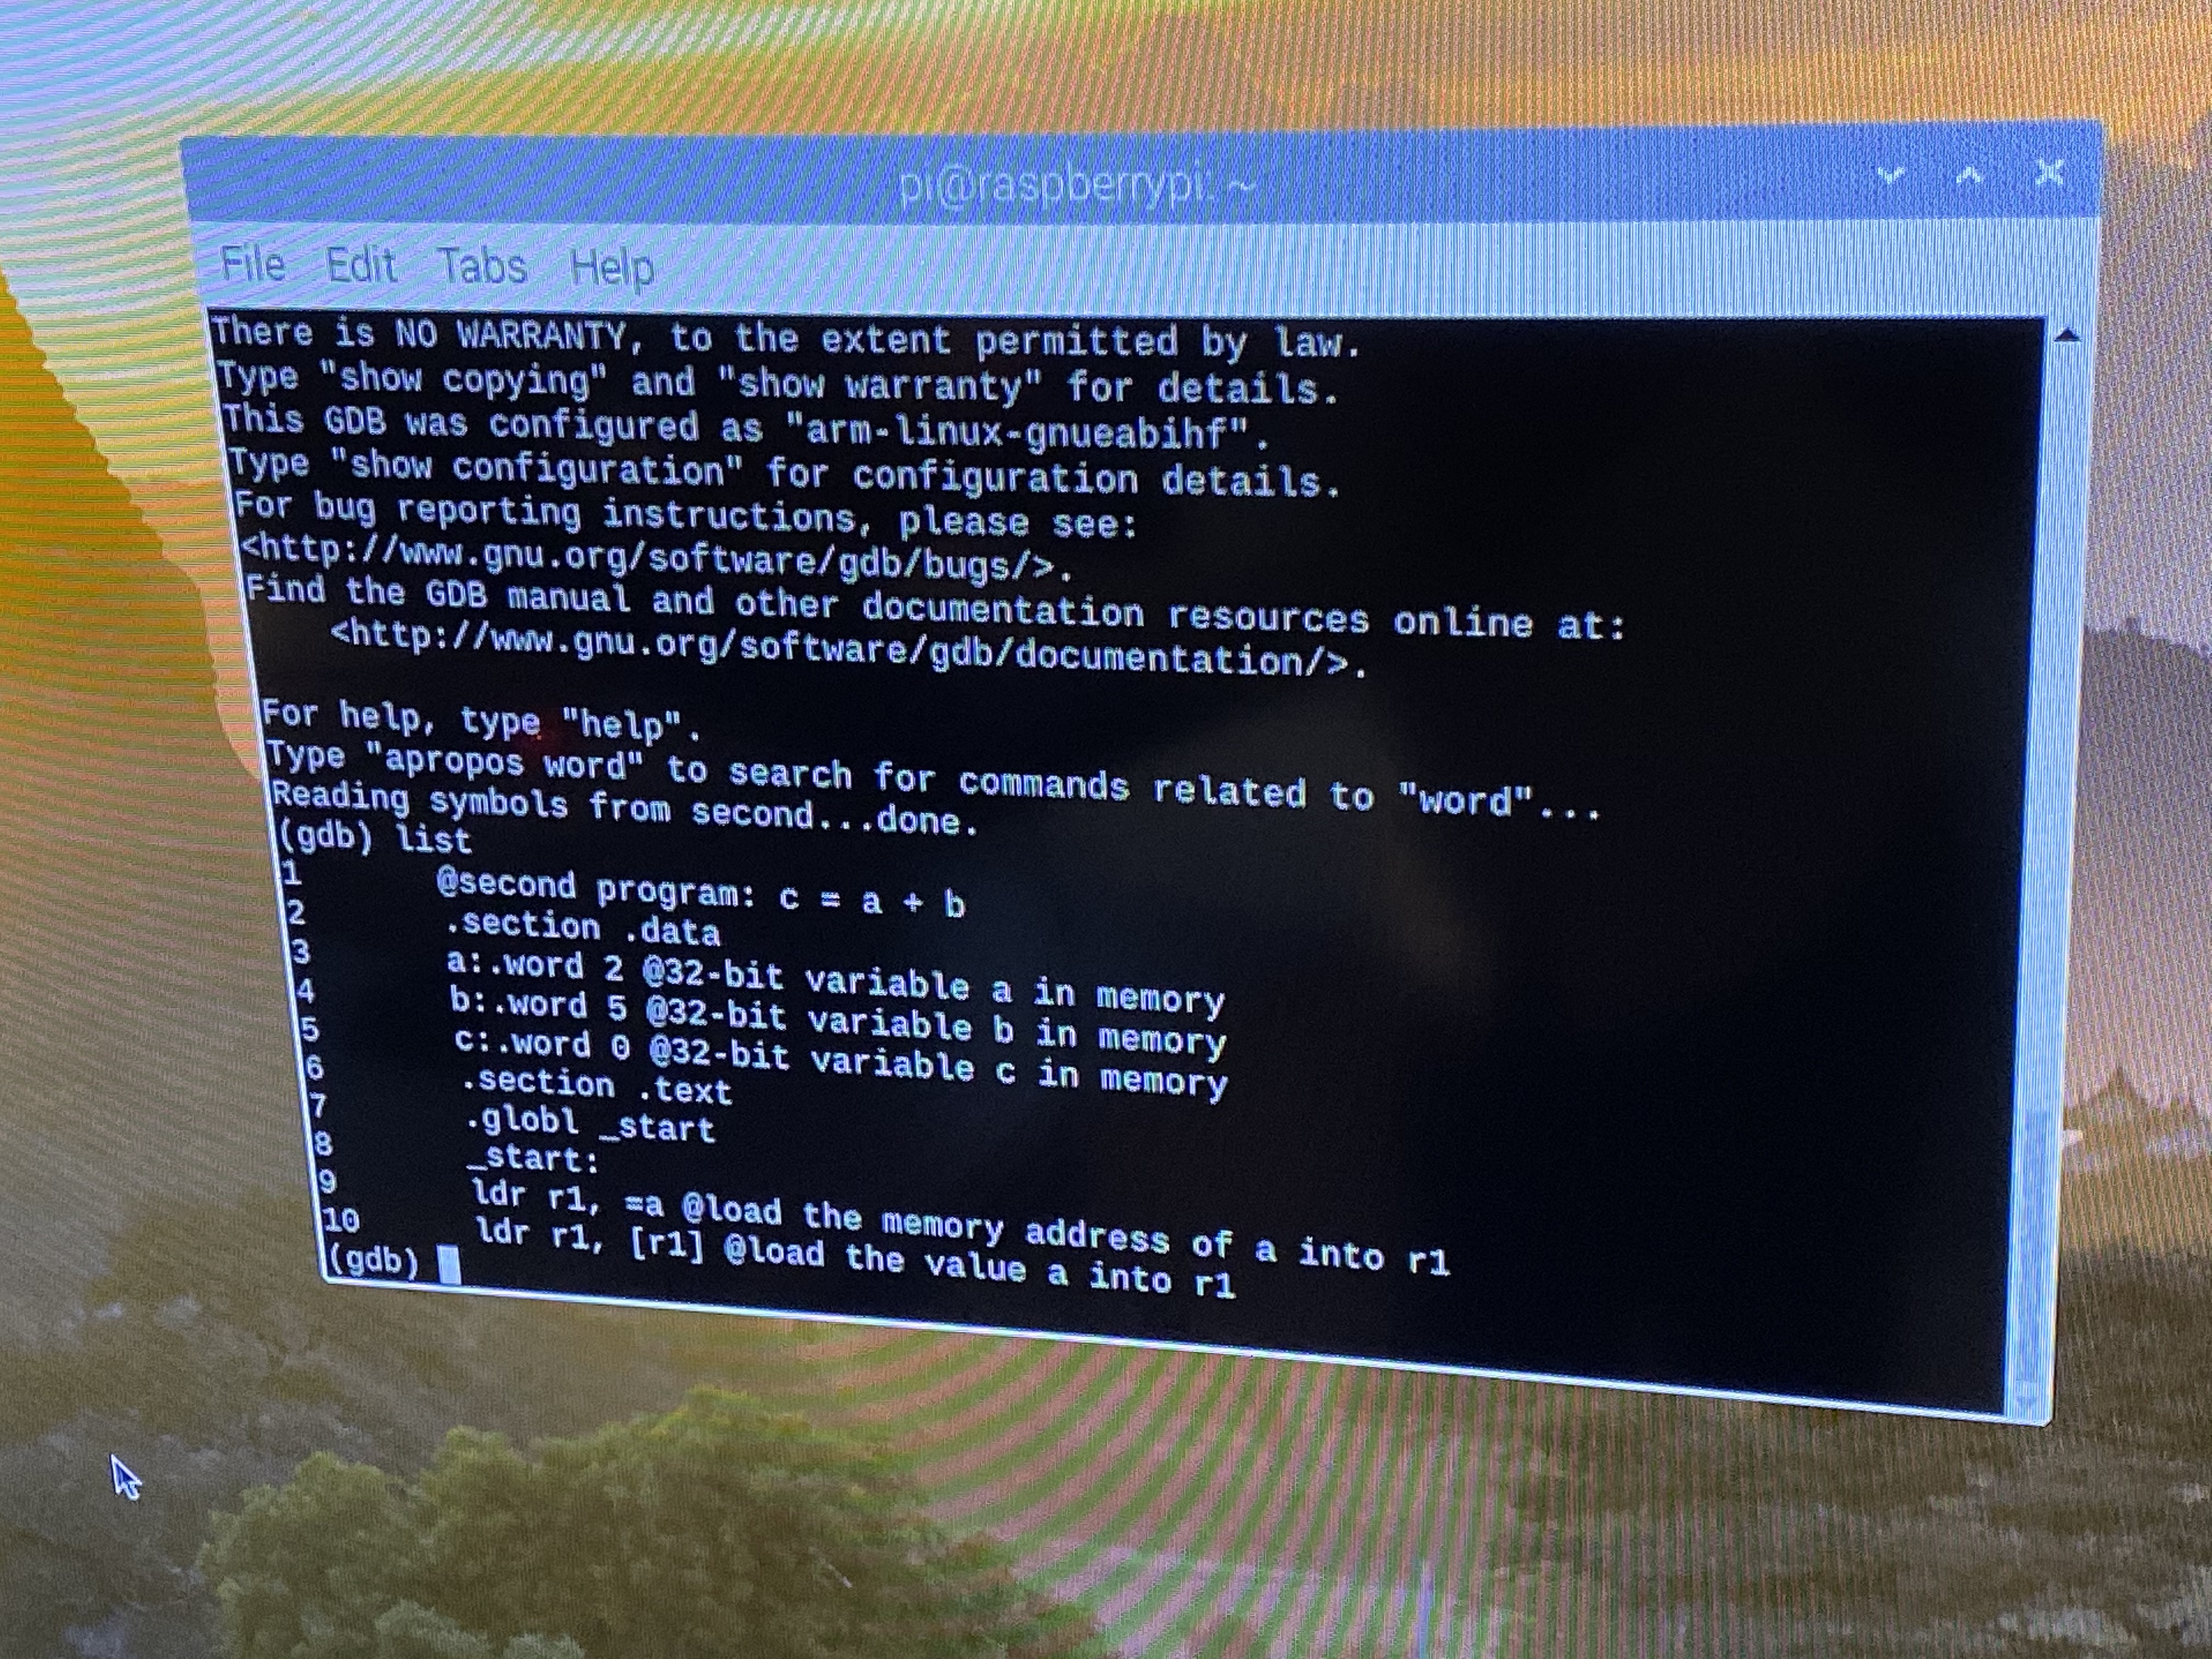 pi@raspberrypi: ~
File Edit Tabs Help
There is NO WARRANTY, to the extent permitted by law.
Type "show copying" and "show warranty" for details.
This GDB was configured as "arm-linux-gnueabihf".
Type "show configuration" for configuration details.
For bug reporting instructions, please see:
<http://www.gnu.org/software/gdb/bugs/>.
Find the GDB manual and other documentation resources online at:
    <http://www.gnu.org/software/gdb/documentation/>.

For help, type "help".
Type "apropos word" to search for commands related to "word"...
Reading symbols from second...done.
(gdb) list
1       @second program: c = a + b
2       .section .data
3       a:.word 2 @32-bit variable a in memory
4       b:.word 5 @32-bit variable b in memory
5       c:.word 0 @32-bit variable c in memory
6       .section .text
7       .globl _start
8       _start:
9       ldr r1, =a @load the memory address of a into r1
10      ldr r1, [r1] @load the value a into r1
(gdb)